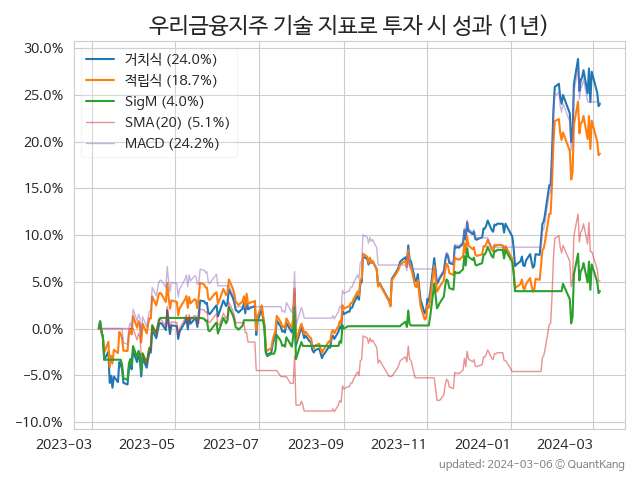 우리금융지주 기술 지표로 투자 시 성과 (1년)
30.0%
25.0%
20.0%
15.0%
10.0%
5.0%
0.0%
−5.0%
−10.0%
거치식 (24.0%)
적립식 (18.7%)
SigM (4.0%)
SMA(20) (5.1%)
MACD (24.2%)
2023-03 2023-05 2023-07 2023-09 2023-11 2024-01 2024-03
updated: 2024-03-06 © QuantKang